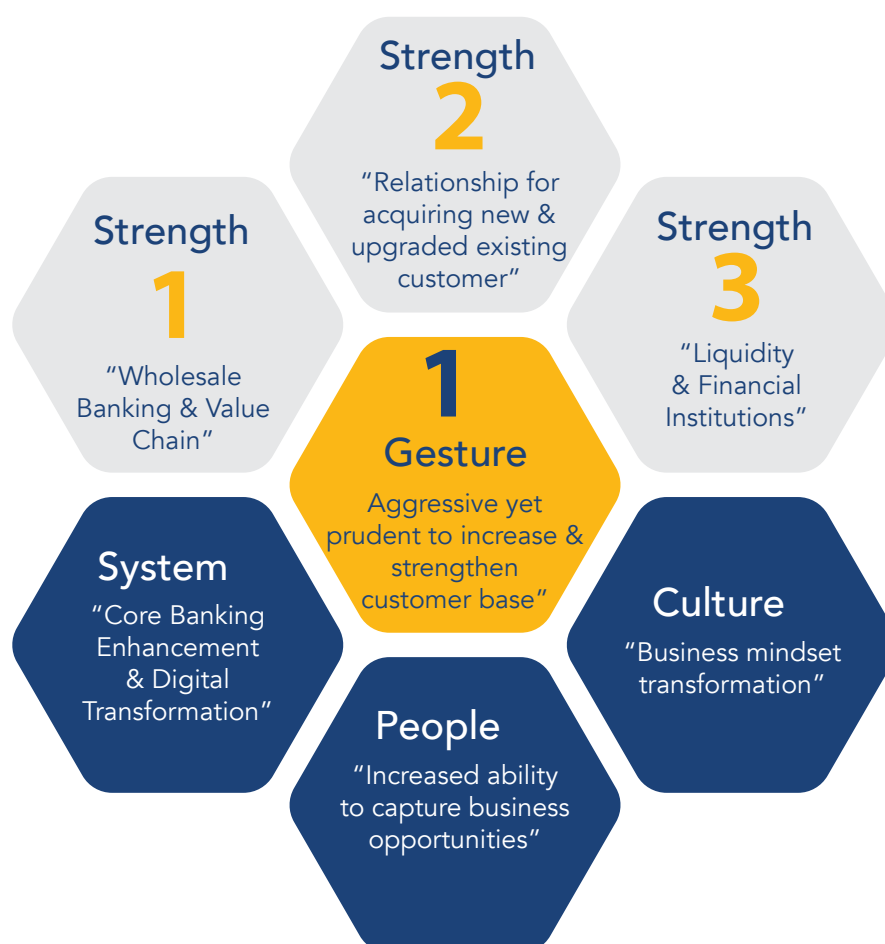 Strength
1
“Wholesale
Banking & Value
Chain”
Strength
2
“Relationship for
acquiring new &
upgraded existing
customer”
Strength
3
“Liquidity
& Financial
Institutions”
1
Gesture
Aggressive yet
prudent to increase &
strengthen
customer base”
System
“Core Banking
Enhancement
& Digital
Transformation”
People
“Increased ability
to capture business
opportunities”
Culture
“Business mindset
transformation”